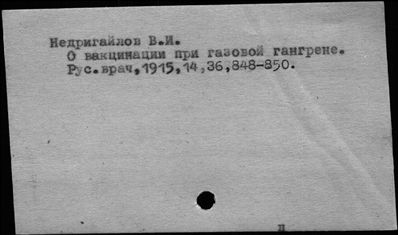 Недригайлов В.И.
О вакцинации при газовой гангрене.
Рус.врач,1915,14,36,848-850.
п